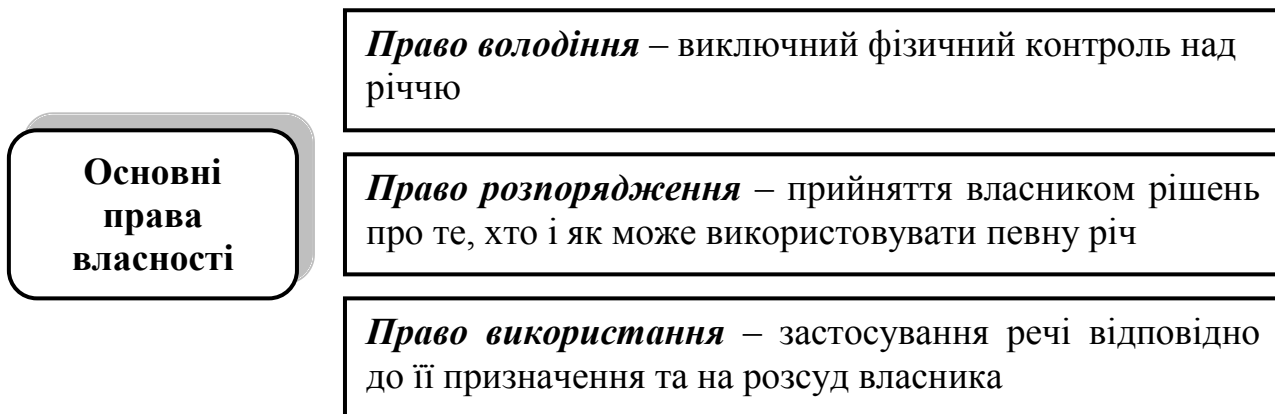 Право володіння – виключний фізичний контроль над
річчю
Основні
права
власності
Право розпорядження – прийняття власником рішень
про те, хто і як може використовувати певну річ
Право використання – застосування речі відповідно
до її призначення та на розсуд власника